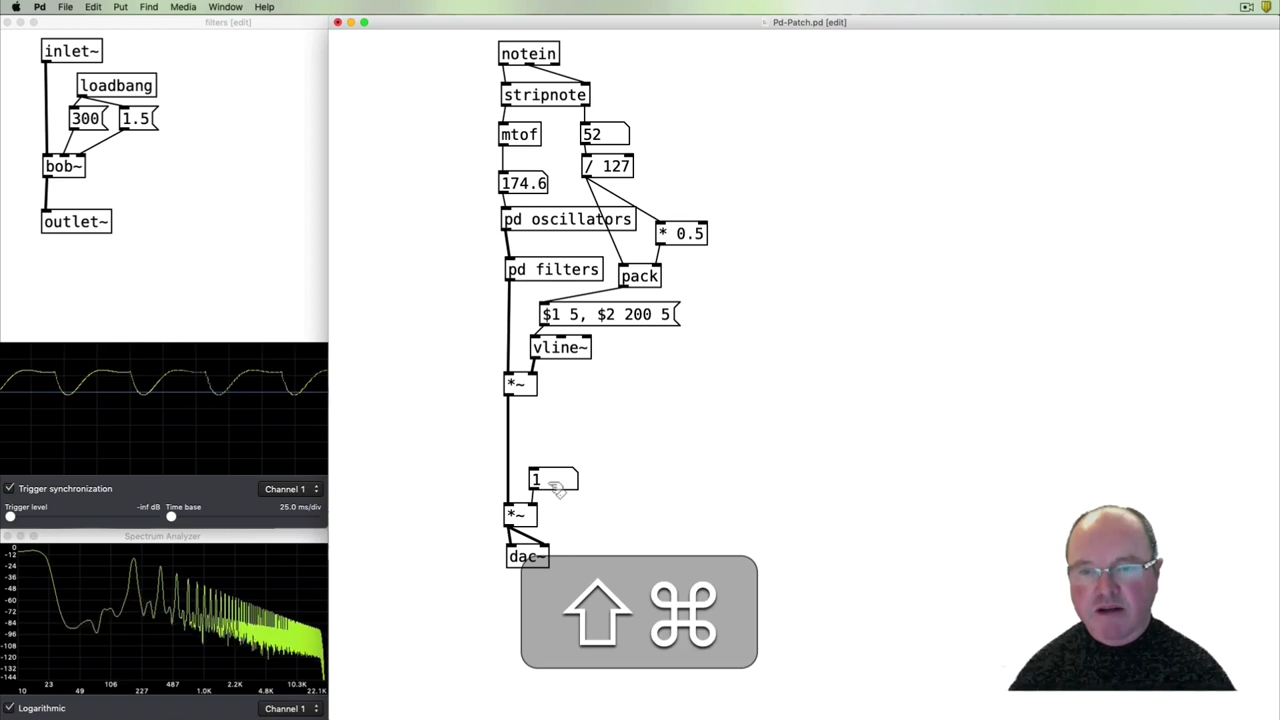 Pd File Edit Put Find Media Window Help
filters [edit]
Pd-Patch.pd [edit]
inlet~
loadbang
300 1.5
bob~
outlet~
notein
stripnote
mtof 52
/ 127
174.6
pd oscillators
* 0.5
pd filters pack
$1 5, $2 200 5
vline~
*~
1
*~
dac~
Trigger synchronization Channel 1
Trigger level -inf dB Time base 25.0 ms/div
Spectrum Analyzer
0
-12
-24
-36
-48
-60
-72
-84
-96
-108
-120
-132
-144
23 106 487 2.2K 10.3K
10 49 227 1.0K 4.8K 22.1K
Logarithmic Channel 1
⇧ ⌘